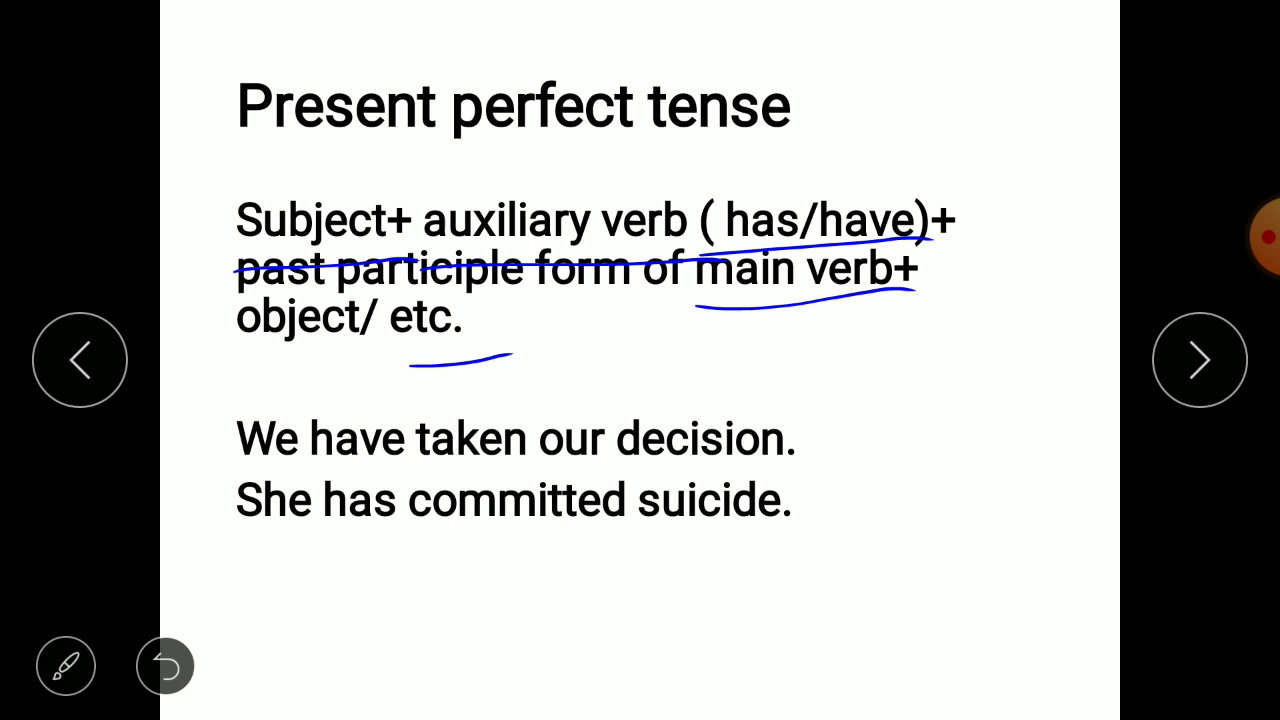 Present perfect tense
Subject+ auxiliary verb ( has/have)+
past participle form of main verb+
object/ etc.
We have taken our decision.
She has committed suicide.